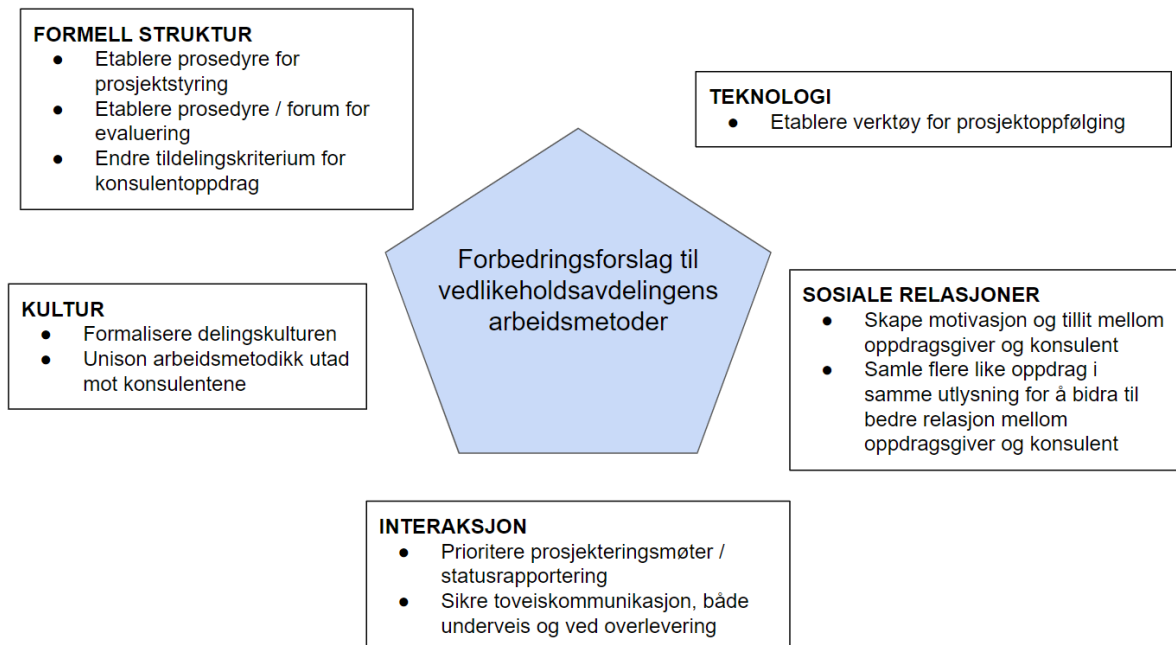 FORMELL STRUKTUR
● Etablere prosedyre for
prosjektstyring
● Etablere prosedyre / forum for
evaluering
● Endre tildelingskriterium for
konsulentoppdrag
TEKNOLOGI
● Etablere verktøy for prosjektoppfølging
Forbedringsforslag til
vedlikeholdsavdelingens
arbeidsmetoder
KULTUR
● Formalisere delingskulturen
● Unison arbeidsmetodikk utad
mot konsulentene
SOSIALE RELASJONER
● Skape motivasjon og tillit mellom
oppdragsgiver og konsulent
● Samle flere like oppdrag i
samme utlysning for å bidra til
bedre relasjon mellom
oppdragsgiver og konsulent
INTERAKSJON
● Prioritere prosjekteringsmøter /
statusrapportering
● Sikre toveiskommunikasjon, både
underveis og ved overlevering